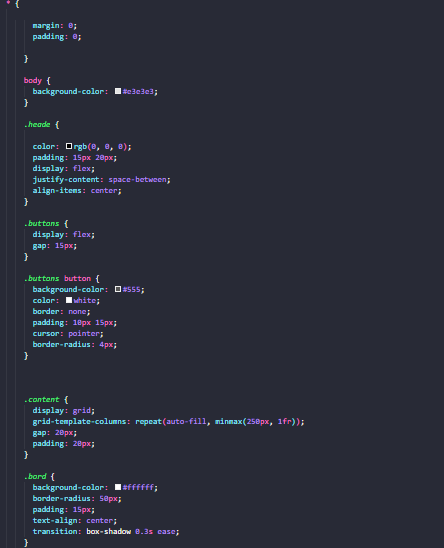 * {
margin: 0;
padding: 0;
}
body {
background-color: #e3e3e3;
}
.heade {
color: rgb(0, 0, 0);
padding: 15px 20px;
display: flex;
justify-content: space-between;
align-items: center;
}
.buttons {
display: flex;
gap: 15px;
}
.buttons button {
background-color: #555;
color: white;
border: none;
padding: 10px 15px;
cursor: pointer;
border-radius: 4px;
}
.content {
display: grid;
grid-template-columns: repeat(auto-fill, minmax(250px, 1fr));
gap: 20px;
padding: 20px;
}
.bord {
background-color: #ffffff;
border-radius: 50px;
padding: 15px;
text-align: center;
transition: box-shadow 0.3s ease;
}